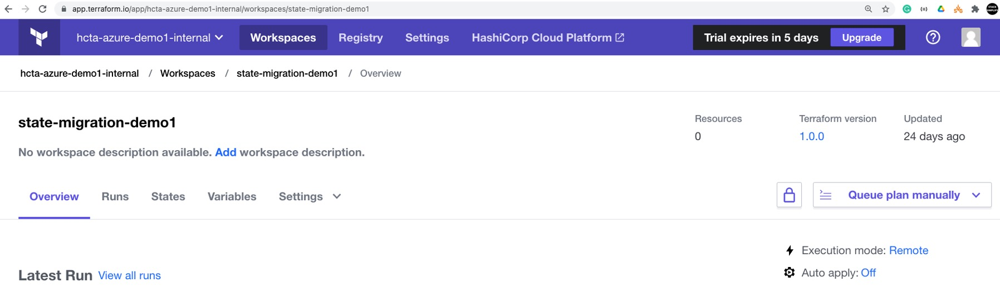 app.terraform.io/app/hcta-azure-demo1-internal/workspaces/state-migration-demo1
hcta-azure-demo1-internal Workspaces Registry Settings HashiCorp Cloud Platform Trial expires in 5 days Upgrade
hcta-azure-demo1-internal / Workspaces / state-migration-demo1 / Overview
Resources Terraform version Updated
state-migration-demo1
0 1.0.0 24 days ago
No workspace description available. Add workspace description.
Overview Runs States Variables Settings Queue plan manually
Execution mode: Remote
Auto apply: Off
Latest Run View all runs